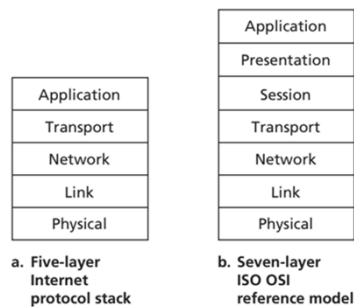 Application
Transport
Network
Link
Physical
a. Five-layer
Internet
protocol stack
Application
Presentation
Session
Transport
Network
Link
Physical
b. Seven-layer
ISO OSI
reference model